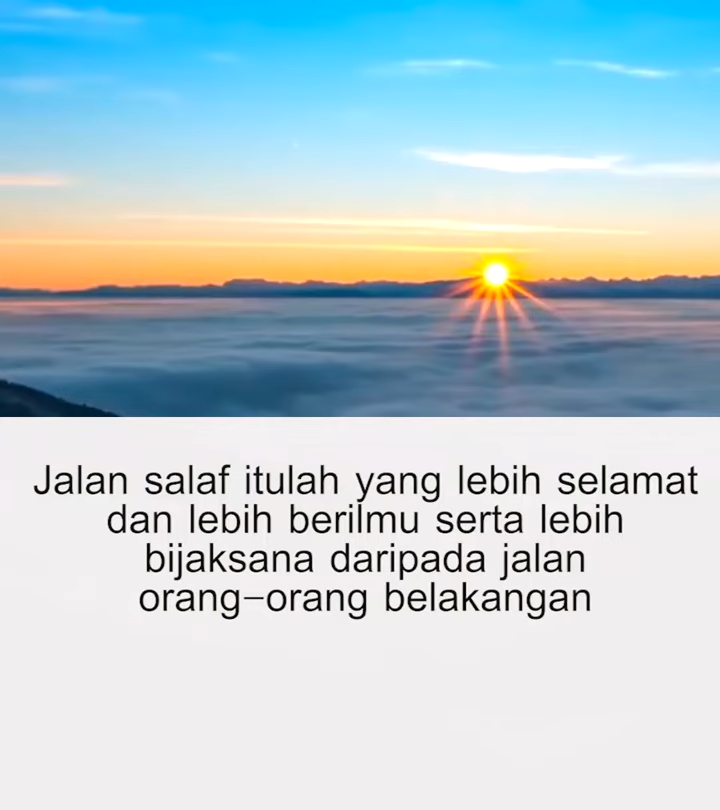 Jalan salaf itulah yang lebih selamat
dan lebih berilmu serta lebih
bijaksana daripada jalan
orang-orang belakangan